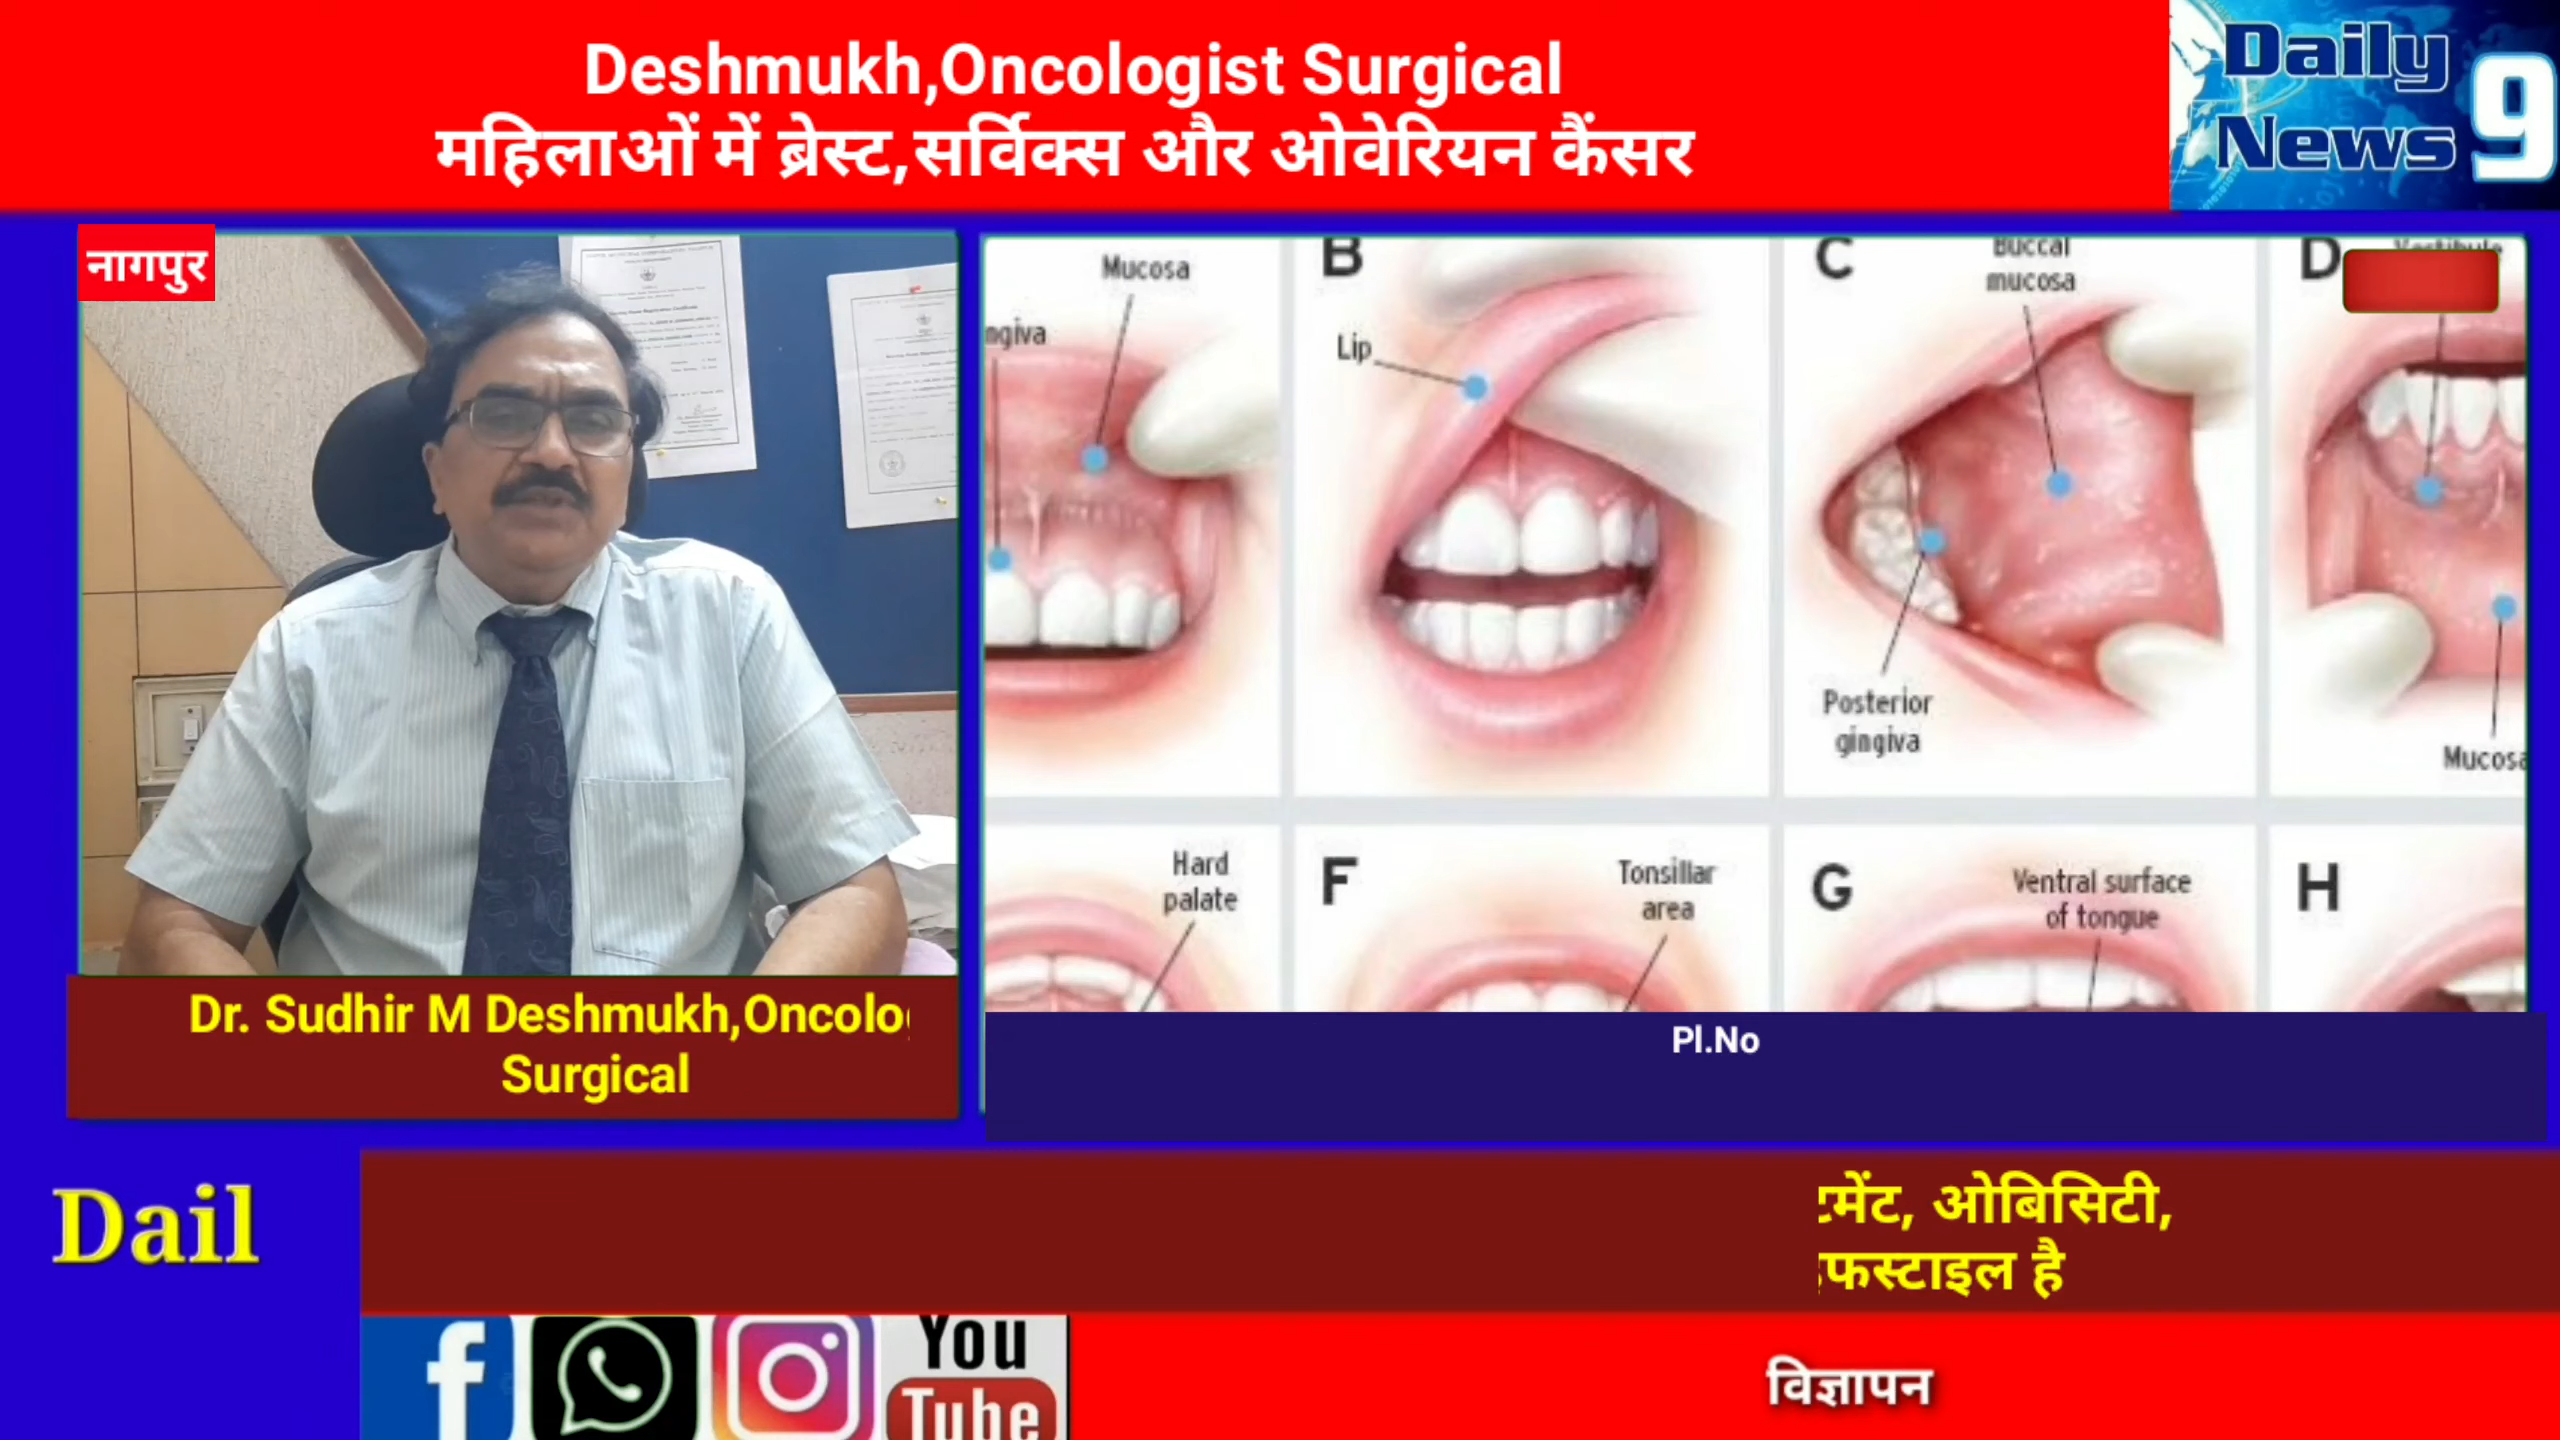 Deshmukh,Oncologist Surgical
महिलाओं में ब्रेस्ट,सर्विक्स और ओवेरियन कैंसर
Daily
News 9
नागपुर
Mucosa
B
Lip
C
Buccal
mucosa
Posterior
gingiva
D
Mucosa
Hard
palate
F
Tonsillar
area
G
Ventral surface
of tongue
H
Dr. Sudhir M Deshmukh,Oncolo
Surgical
Pl.No
Dail
टमेंट, ओबिसिटी,
फस्टाइल है
You
Tube
विज्ञापन